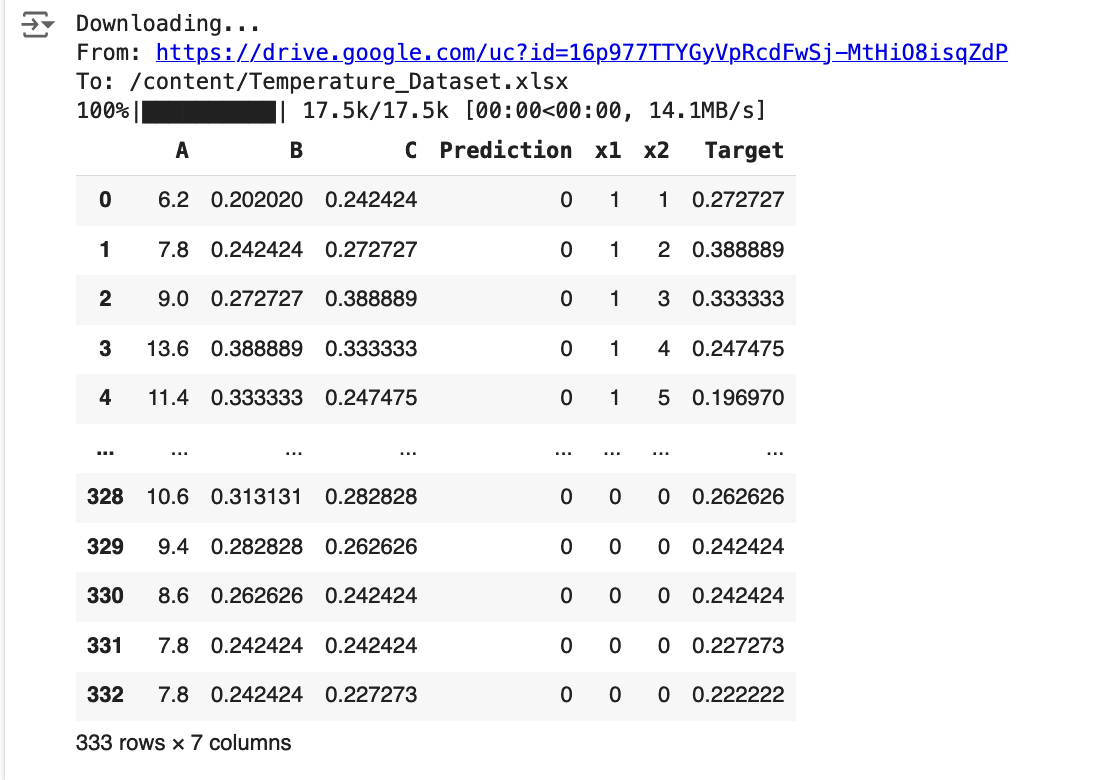 Downloading...
From: https://drive.google.com/uc?id=16p977TTYGyVpRcdFwSj-MtHiO8isqZdP
To: /content/Temperature_Dataset.xlsx
100%|██████████| 17.5k/17.5k [00:00<00:00, 14.1MB/s]
A B C Prediction x1 x2 Target
0 6.2 0.202020 0.242424 0 1 1 0.272727
1 7.8 0.242424 0.272727 0 1 2 0.388889
2 9.0 0.272727 0.388889 0 1 3 0.333333
3 13.6 0.388889 0.333333 0 1 4 0.247475
4 11.4 0.333333 0.247475 0 1 5 0.196970
... ... ... ... ... ... ... ...
328 10.6 0.313131 0.282828 0 0 0 0.262626
329 9.4 0.282828 0.262626 0 0 0 0.242424
330 8.6 0.262626 0.242424 0 0 0 0.242424
331 7.8 0.242424 0.242424 0 0 0 0.227273
332 7.8 0.242424 0.227273 0 0 0 0.222222
333 rows × 7 columns